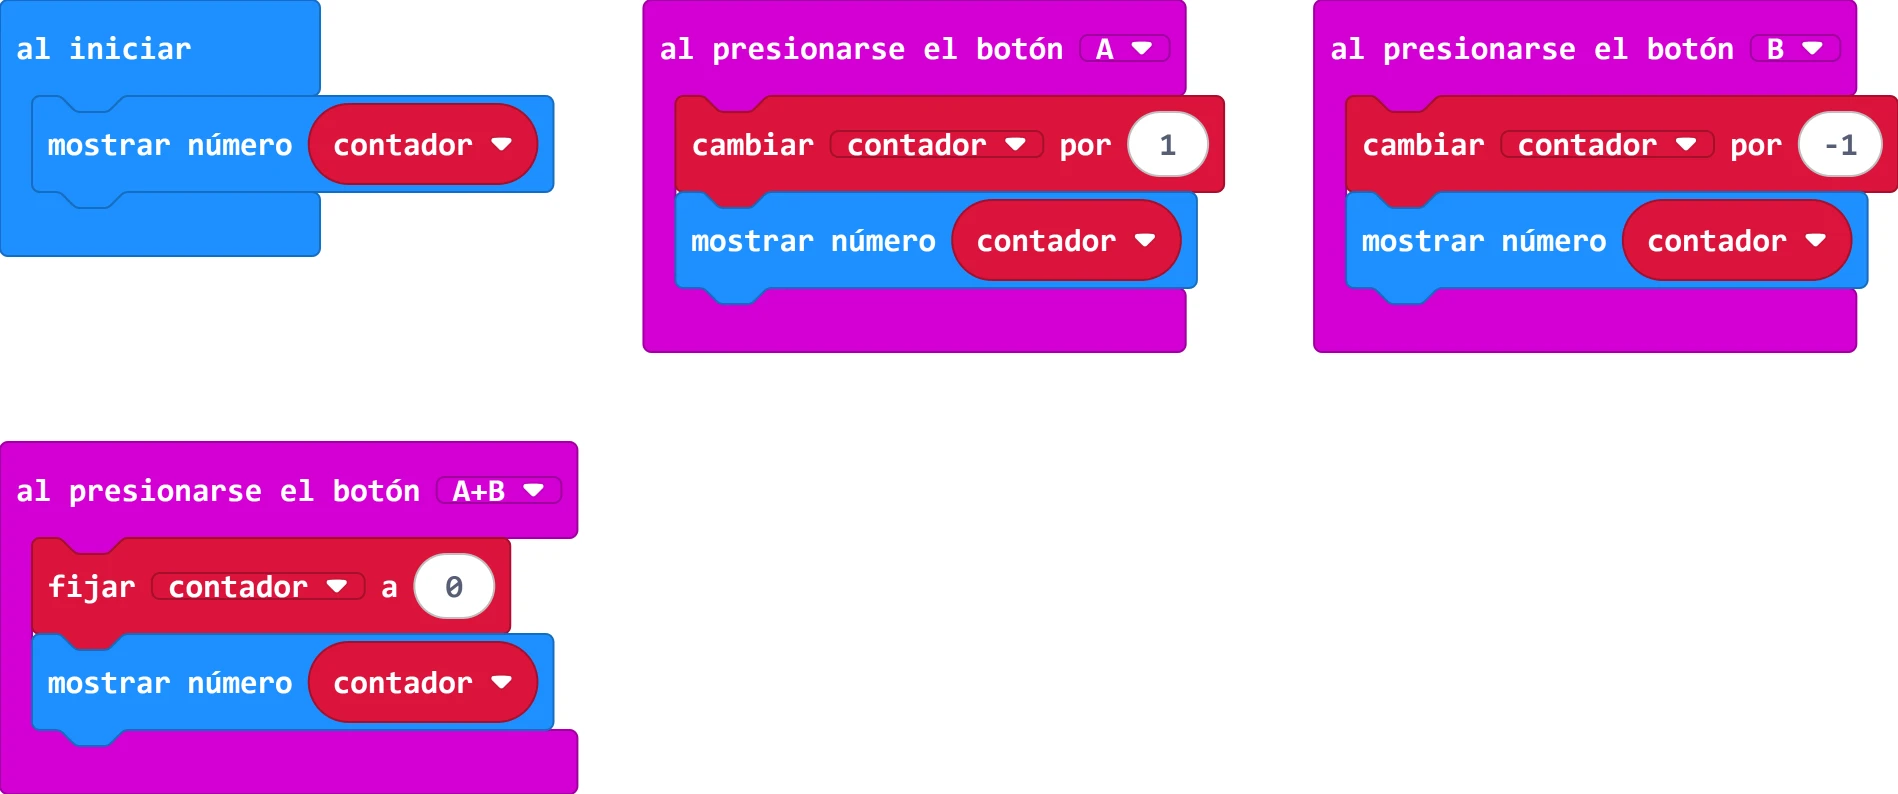 al iniciar
mostrar número contador
al presionarse el botón A
cambiar contador por 1
mostrar número contador
al presionarse el botón B
cambiar contador por -1
mostrar número contador
al presionarse el botón A+B
fijar contador a 0
mostrar número contador